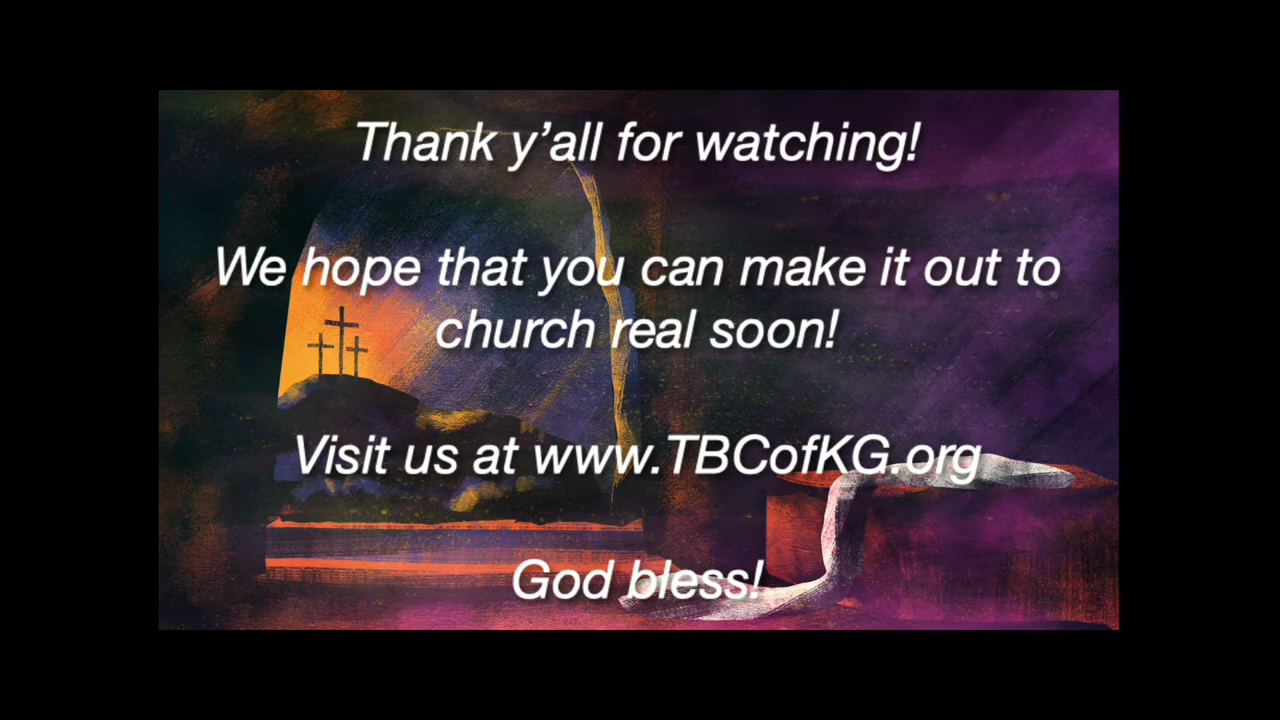 Thank y’all for watching!
We hope that you can make it out to
church real soon!
Visit us at www.TBCofKG.org
God bless!